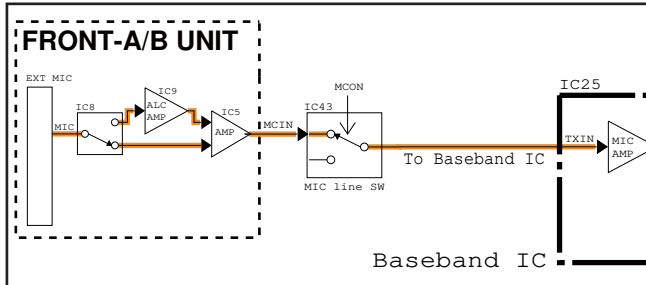 FRONT-A/B UNIT
EXT MIC
IC9
IC8
ALC
AMP
IC5
MIC
AMP
MCIN
IC43
MCON
MIC line SW
To Baseband IC
IC25
TXIN
MIC
AMP
Baseband IC